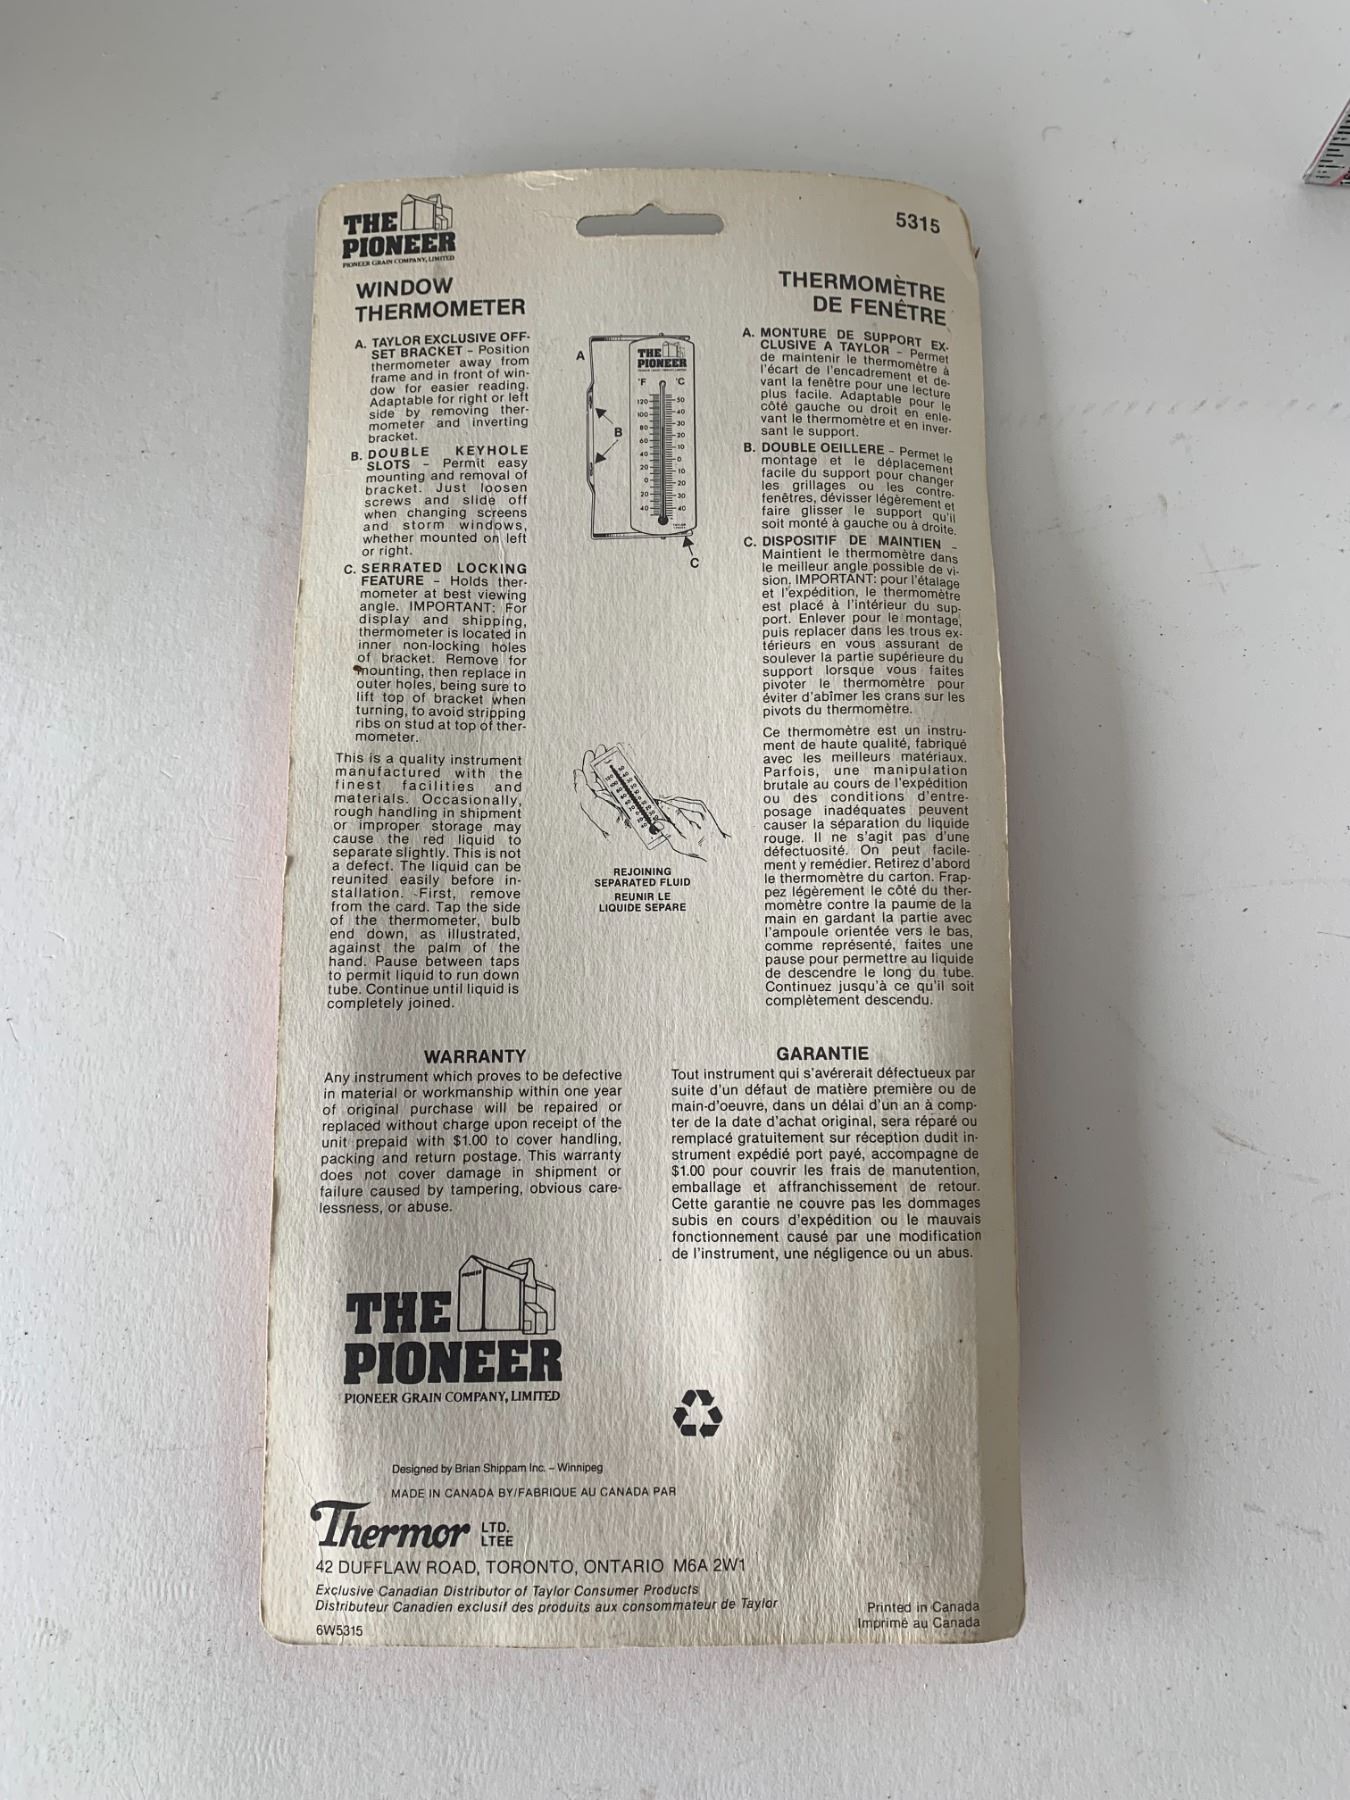 THE
PIONEER
PIONEER GRAIN COMPANY, LIMITED
5315
WINDOW
THERMOMETER
A. TAYLOR EXCLUSIVE OFF-
SET BRACKET – Position
thermometer away from
frame and in front of win-
dow for easier reading.
Adaptable for right or left
side by removing ther-
mometer and inverting
bracket.
B. DOUBLE KEYHOLE
SLOTS – Permit easy
mounting and removal of
bracket. Just loosen
screws and slide off
when changing screens
and storm windows,
whether mounted on left
or right.
C. SERRATED LOCKING
FEATURE – Holds ther-
mometer at best viewing
angle. IMPORTANT: For
display and shipping,
thermometer is located in
inner non-locking holes
of bracket. Remove for
mounting, then replace in
outer holes, being sure to
lift top of bracket when
turning, to avoid stripping
ribs on stud at top of ther-
mometer.
This is a quality instrument
manufactured with the
finest facilities and
materials. Occasionally,
rough handling in shipment
or improper storage may
cause the red liquid to
separate slightly. This is not
a defect. The liquid can be
reunited easily before in-
stallation. First, remove
from the card. Tap the side
of the thermometer, bulb
end down, as illustrated,
against the palm of the
hand. Pause between taps
to permit liquid to run down
tube. Continue until liquid is
completely joined.
A
B
C
THE
PIONEER
°F °C
120 50
100 40
80 30
60 20
40 10
20 0
0 10
20 20
40 30
40
REJOINING
SEPARATED FLUID
REUNIR LE
LIQUIDE SEPARE
THERMOMÈTRE
DE FENÉTRE
A. MONTURE DE SUPPORT EX-
CLUSIVE A TAYLOR – Permet
de maintenir le thermomètre à
l'écart de l'encadrement et de-
vant la fenêtre pour une lecture
plus facile. Adaptable pour le
côté gauche ou droit en enle-
vant le thermomètre et en inver-
sant le support.
B. DOUBLE OEILLERE – Permet le
montage et le déplacement
facile du support pour changer
les grillages ou les contre-
fenêtres, dévisser légèrement et
faire glisser le support qu'il
soit monté à gauche ou à droite.
C. DISPOSITIF DE MAINTIEN –
Maintient le thermomètre dans
le meilleur angle possible de vi-
sion, IMPORTANT: pour l'étalage
et l'expédition, le thermomètre
est placé à l'intérieur du sup-
port. Enlever pour le montage,
puis replacer dans les trous ex-
térieurs en vous assurant de
soulever la partie supérieure du
support lorsque vous faites
pivoter le thermomètre pour
éviter d'abîmer les crans sur les
pivots du thermomètre.
Ce thermomètre est un instru-
ment de haute qualité, fabriqué
avec les meilleurs matériaux.
Parfois, une manipulation
brutale au cours de l'expédition
ou des conditions d'entre-
posage inadéquates peuvent
causer la séparation du liquide
rouge. Il ne s'agit pas d'une
défectuosité. On peut facile-
ment y remédier. Retirez d'abord
le thermomètre du carton. Frap-
pez légèrement le côté du ther-
momètre contre la paume de la
main en gardant la partie avec
l'ampoule orientée vers le bas,
comme représenté, faites une
pause pour permettre au liquide
de descendre le long du tube.
Continuez jusqu'à ce qu'il soit
complètement descendu.
WARRANTY
Any instrument which proves to be defective
in material or workmanship within one year
of original purchase will be repaired or
replaced without charge upon receipt of the
unit prepaid with $1.00 to cover handling,
packing and return postage. This warranty
does not cover damage in shipment or
failure caused by tampering, obvious care-
lessness, or abuse.
GARANTIE
Tout instrument qui s'avérerait défectueux par
suite d'un défaut de matière première ou de
main-d'oeuvre, dans un délai d'un an à comp-
ter de la date d'achat original, sera réparé ou
remplacé gratuitement sur réception dudit in-
strument expédié port payé, accompagne de
$1.00 pour couvrir les frais de manutention,
emballage et affranchissement de retour.
Cette garantie ne couvre pas les dommages
subis en cours d'expédition ou le mauvais
fonctionnement causé par une modification
de l'instrument, une négligence ou un abus.
PIONEER
THE
PIONEER
PIONEER GRAIN COMPANY, LIMITED
Designed by Brian Shippam Inc. – Winnipeg
MADE IN CANADA BY/FABRIQUE AU CANADA PAR
Thermor LTD.
LTEE
42 DUFFLAW ROAD, TORONTO, ONTARIO M6A 2W1
Exclusive Canadian Distributor of Taylor Consumer Products
Distributeur Canadien exclusif des produits aux consommateur de Taylor
6W5315
Printed in Canada
Imprimé au Canada